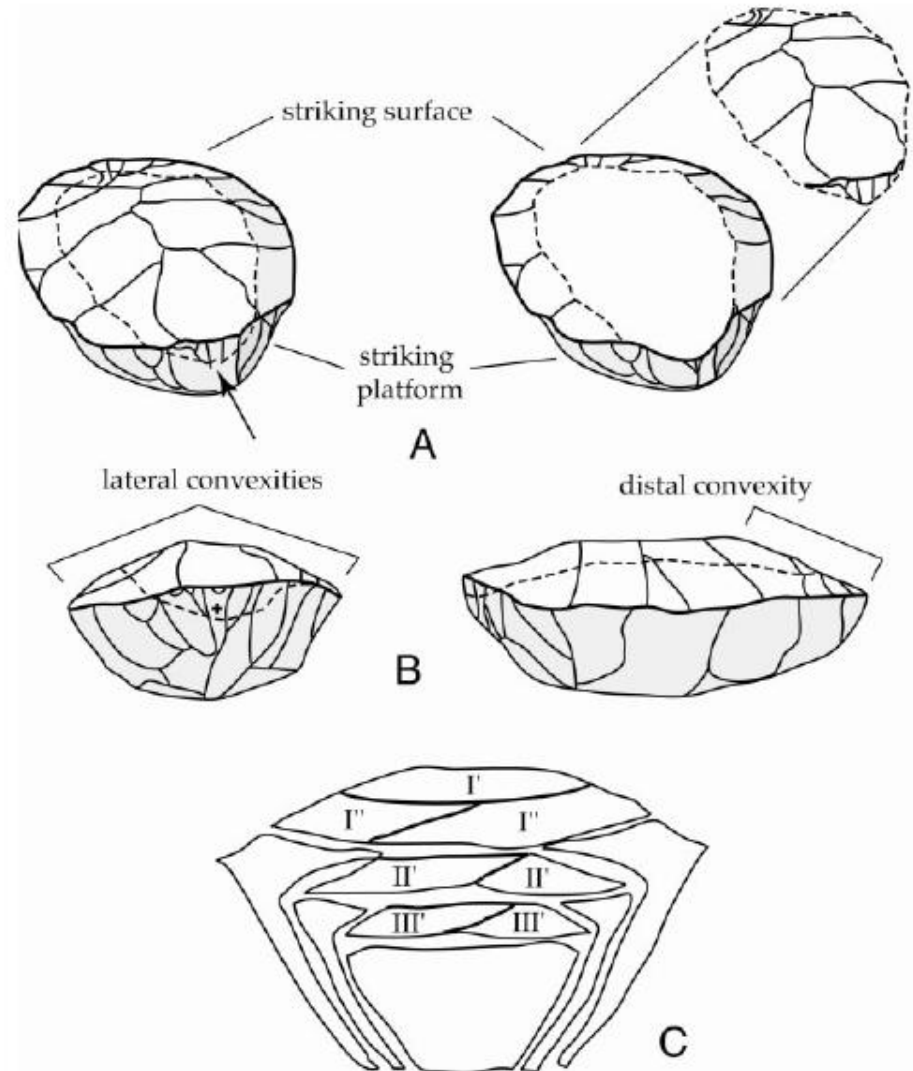 striking surface
striking
platform
A
lateral convexities
distal convexity
B
I'
I" I"
II' II'
III' III'
C